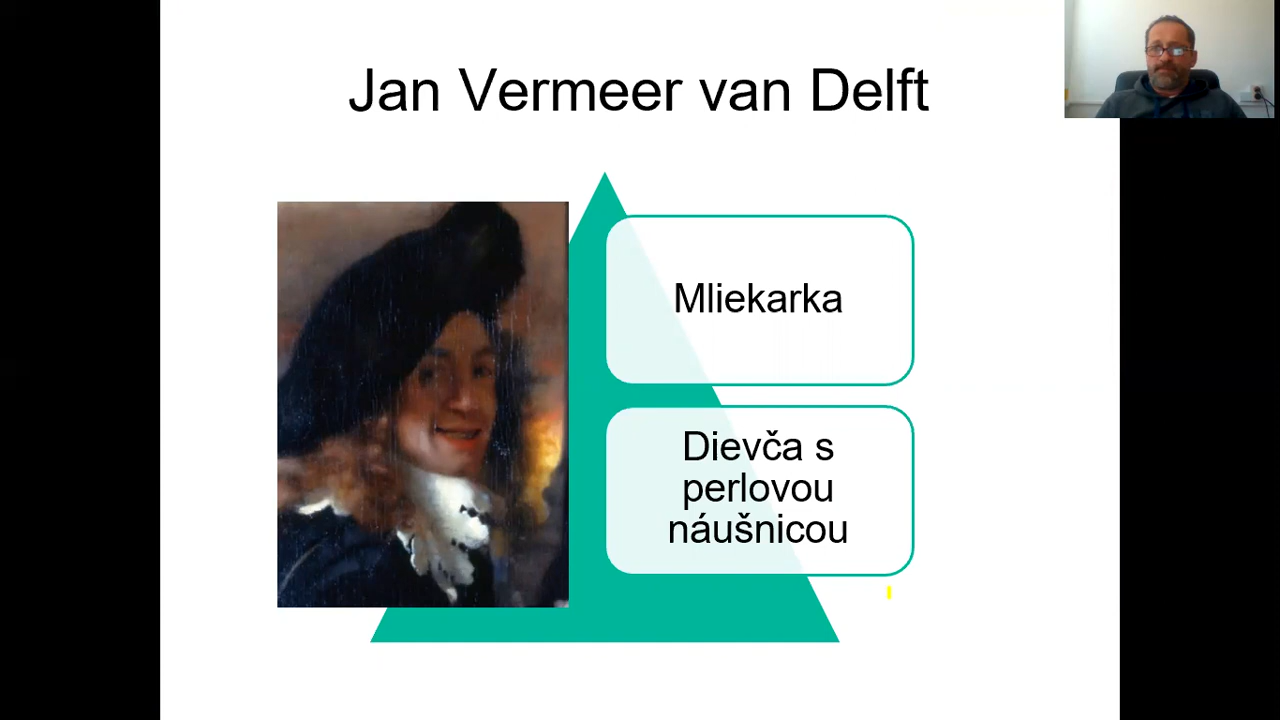 Jan Vermeer van Delft
Mliekarka
Dievča s
perlovou
náušnicou